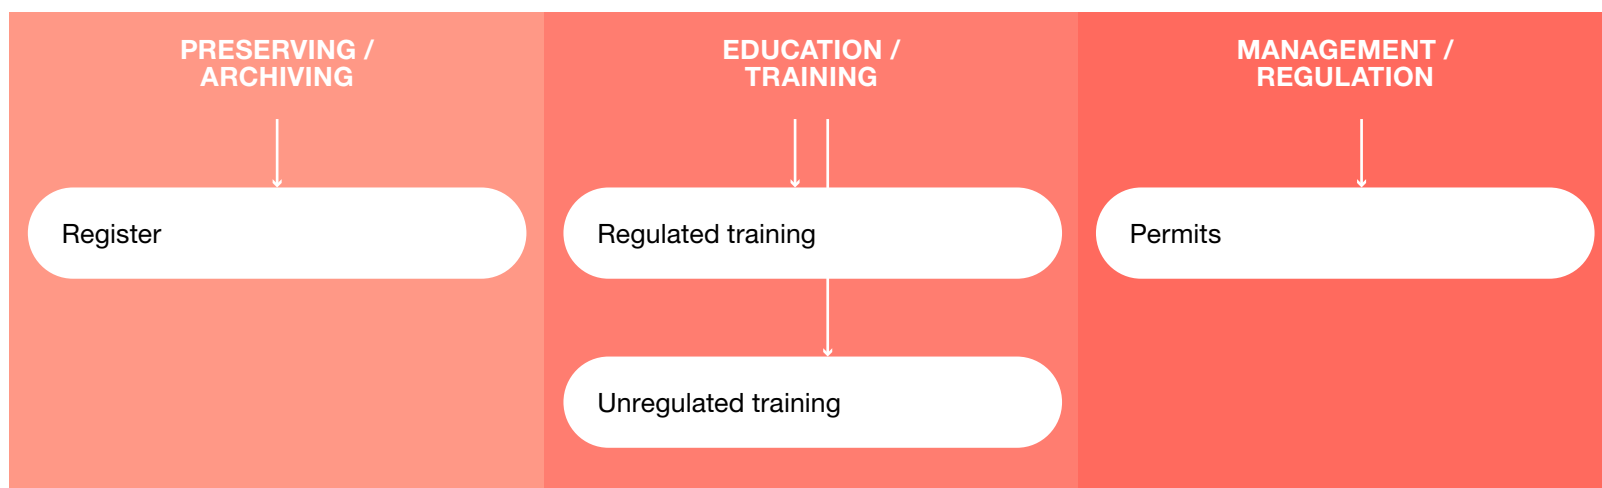 PRESERVING /
ARCHIVING
Register
EDUCATION /
TRAINING
Regulated training
Unregulated training
MANAGEMENT /
REGULATION
Permits